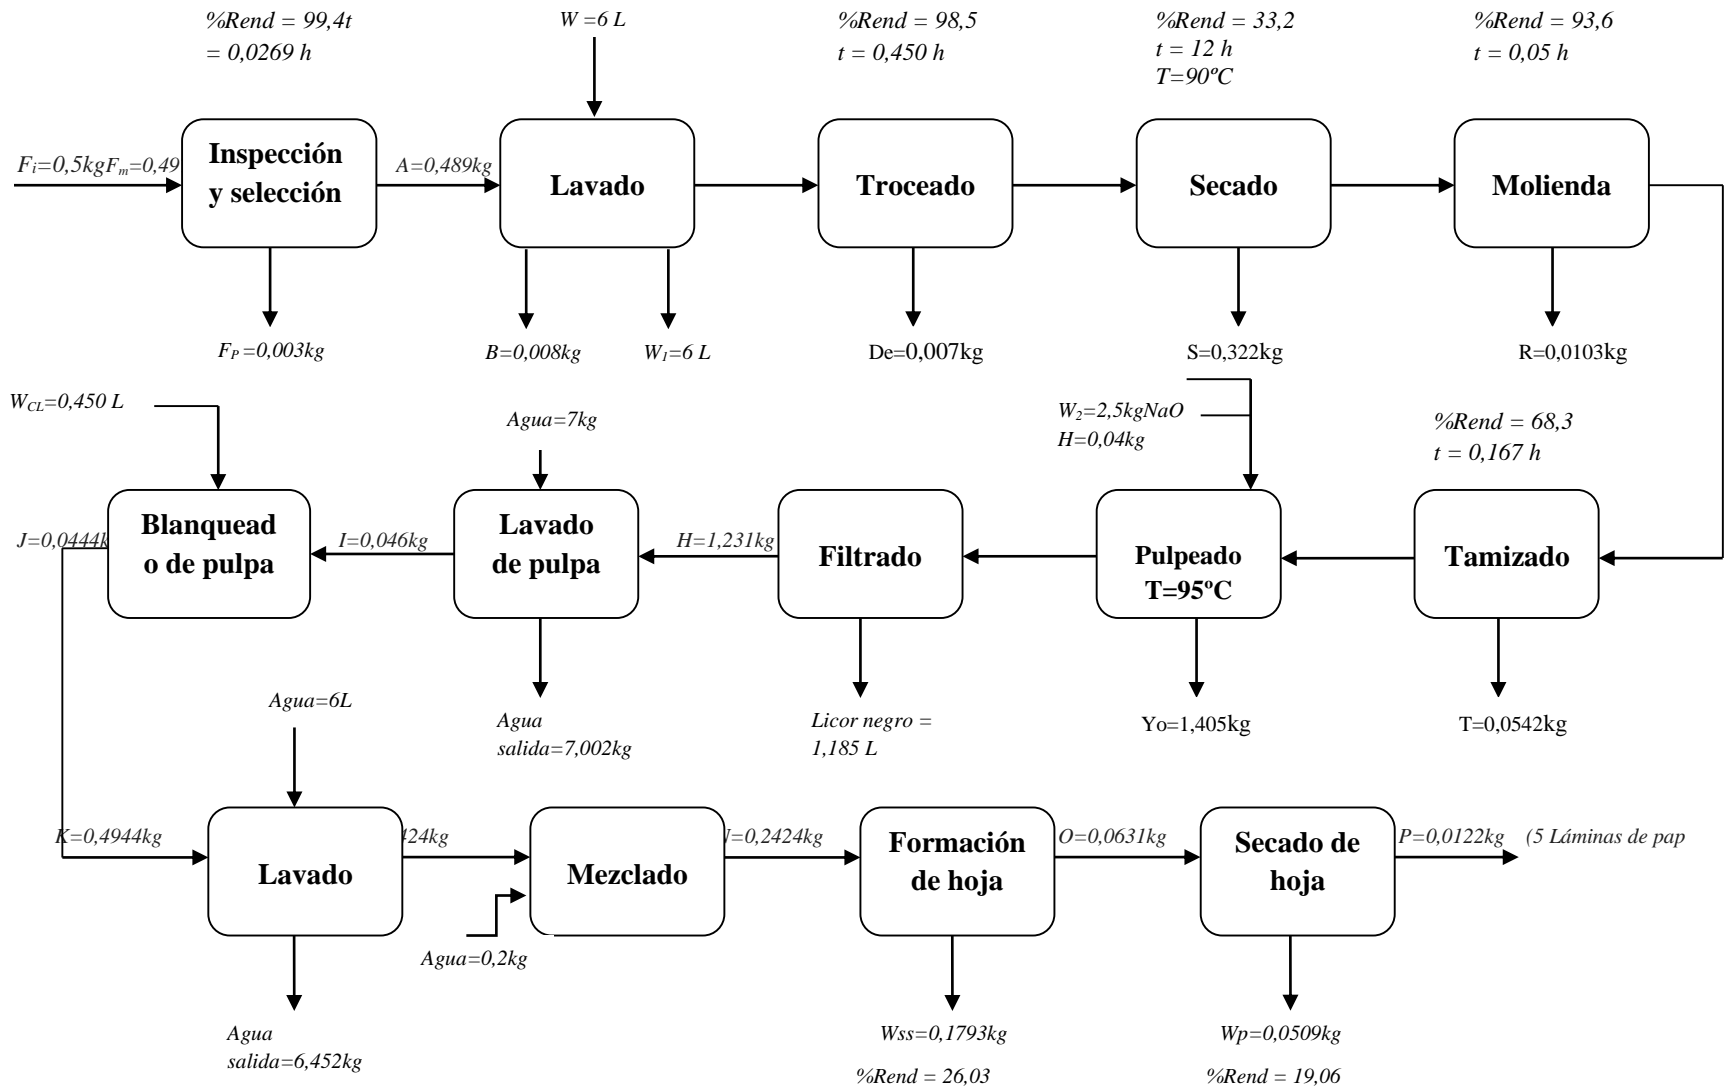 %Rend = 99,4t
= 0,0269 h
W =6 L
%Rend = 98,5
t = 0,450 h
%Rend = 33,2
t = 12 h
T=90ºC
%Rend = 93,6
t = 0,05 h
Fi=0,5kgFm=0,49
Inspección
y selección
A=0,489kg
Lavado
Troceado
Secado
Molienda
FP =0,003kg
B=0,008kg
W1=6 L
De=0,007kg
S=0,322kg
R=0,0103kg
WCL=0,450 L
Agua=7kg
W2=2,5kgNaO
H=0,04kg
%Rend = 68,3
t = 0,167 h
J=0,0444k
Blanquead
o de pulpa
I=0,046kg
Lavado
de pulpa
H=1,231kg
Filtrado
Pulpeado
T=95ºC
Tamizado
Agua=6L
Agua
salida=7,002kg
Licor negro =
1,185 L
Yo=1,405kg
T=0,0542kg
K=0,4944kg
Lavado
424kg
Mezclado
=0,2424kg
Formación
de hoja
O=0,0631kg
Secado de
hoja
P=0,0122kg
(5 Láminas de pap
Agua=0,2kg
Agua
salida=6,452kg
Wss=0,1793kg
%Rend = 26,03
Wp=0,0509kg
%Rend = 19,06